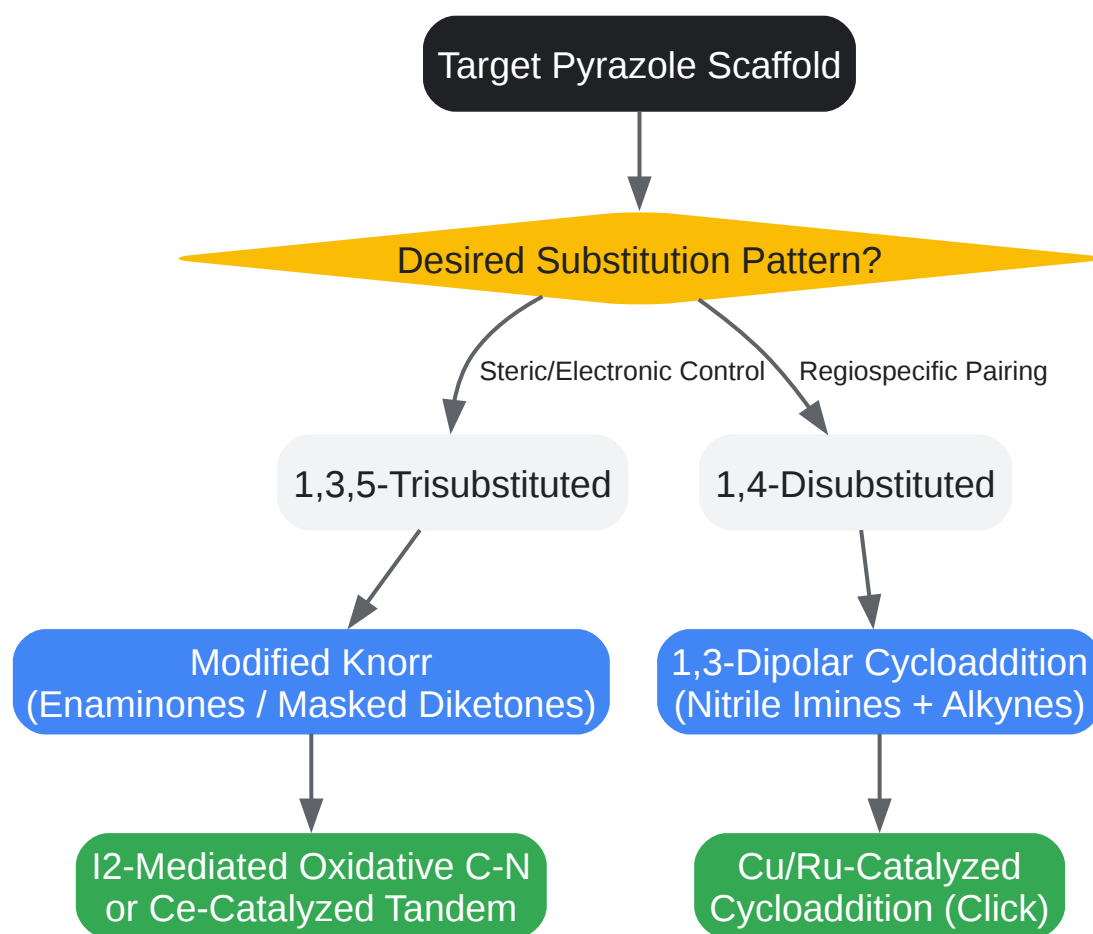 Target Pyrazole Scaffold
Desired Substitution Pattern?
Steric/Electronic Control
Regiospecific Pairing
1,3,5-Trisubstituted
1,4-Disubstituted
Modified Knorr
(Enaminones / Masked Diketones)
1,3-Dipolar Cycloaddition
(Nitrile Imines + Alkynes)
I2-Mediated Oxidative C-N
or Ce-Catalyzed Tandem
Cu/Ru-Catalyzed
Cycloaddition (Click)